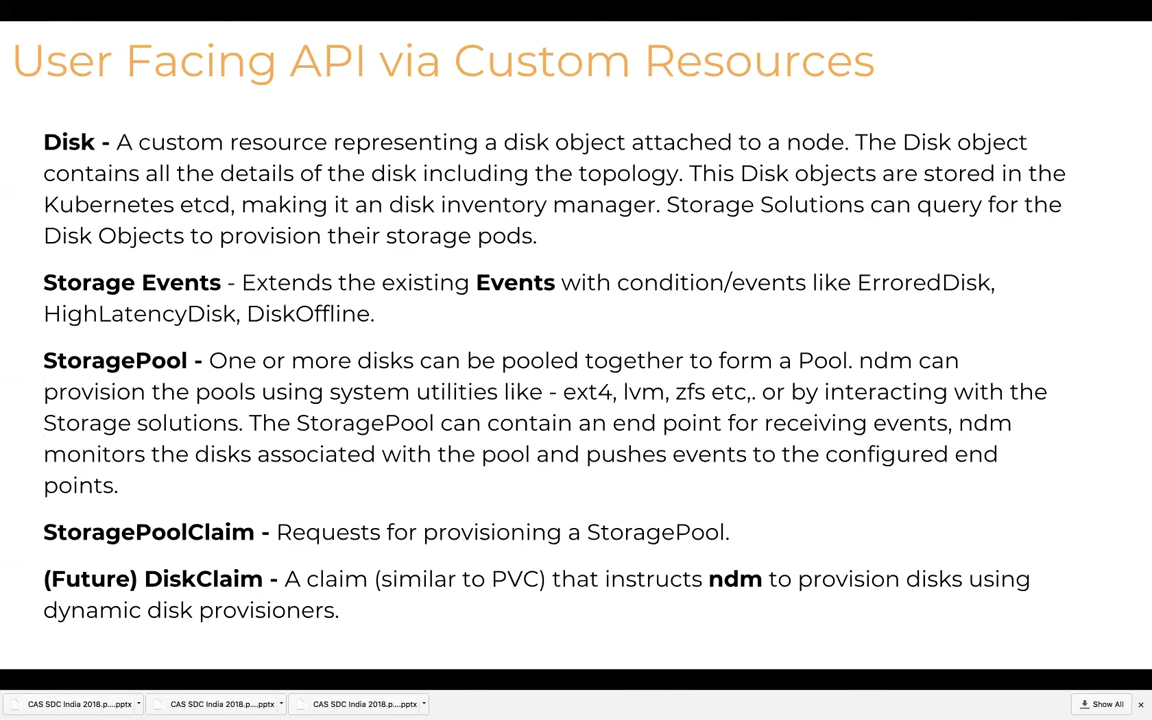 User Facing API via Custom Resources
Disk - A custom resource representing a disk object attached to a node. The Disk object
contains all the details of the disk including the topology. This Disk objects are stored in the
Kubernetes etcd, making it an disk inventory manager. Storage Solutions can query for the
Disk Objects to provision their storage pods.
Storage Events - Extends the existing Events with condition/events like ErroredDisk,
HighLatencyDisk, DiskOffline.
StoragePool - One or more disks can be pooled together to form a Pool. ndm can
provision the pools using system utilities like - ext4, lvm, zfs etc,. or by interacting with the
Storage solutions. The StoragePool can contain an end point for receiving events, ndm
monitors the disks associated with the pool and pushes events to the configured end
points.
StoragePoolClaim - Requests for provisioning a StoragePool.
(Future) DiskClaim - A claim (similar to PVC) that instructs ndm to provision disks using
dynamic disk provisioners.
CAS SDC India 2018.p....pptx CAS SDC India 2018.p....pptx CAS SDC India 2018.p....pptx Show All